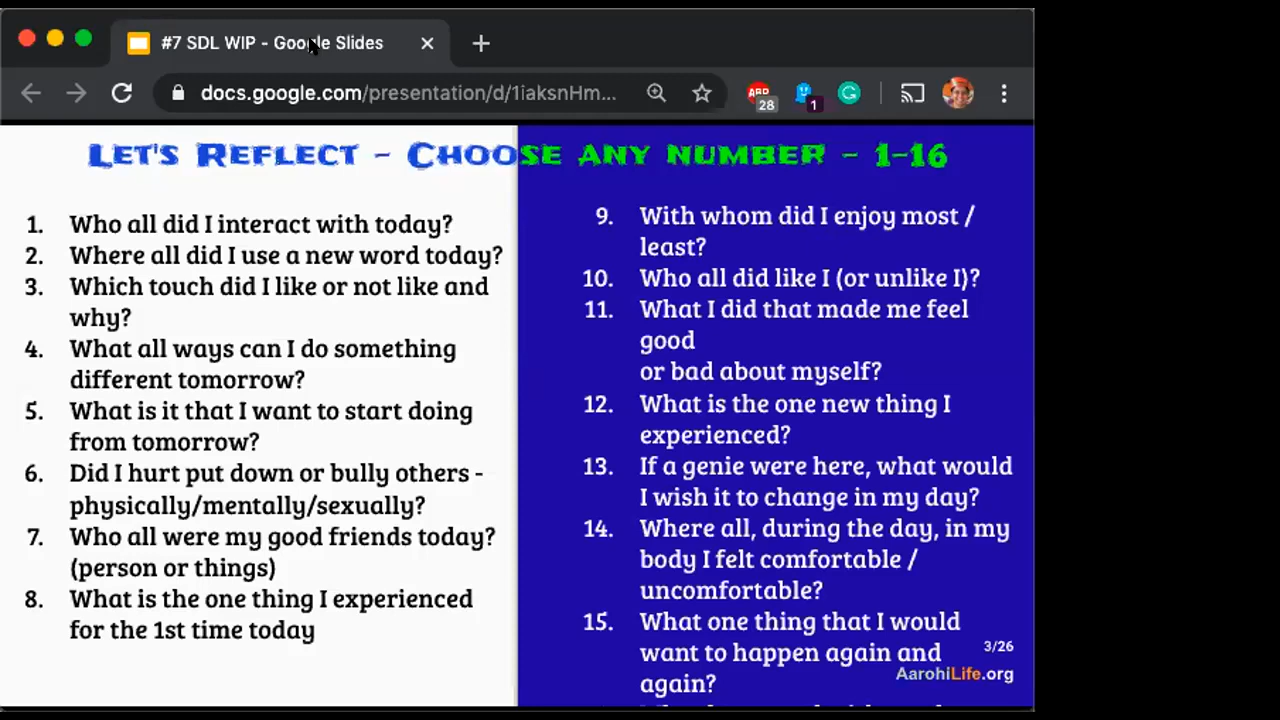 #7 SDL WIP - Google Slides
docs.google.com/presentation/d/1iaksnHm...
ABP
28
1
LET'S REFLECT - CHOOSE ANY NUMBER - 1-16
1. Who all did I interact with today?
2. Where all did I use a new word today?
3. Which touch did I like or not like and
why?
4. What all ways can I do something
different tomorrow?
5. What is it that I want to start doing
from tomorrow?
6. Did I hurt put down or bully others -
physically/mentally/sexually?
7. Who all were my good friends today?
(person or things)
8. What is the one thing I experienced
for the 1st time today
9. With whom did I enjoy most /
least?
10. Who all did like I (or unlike I)?
11. What I did that made me feel
good
or bad about myself?
12. What is the one new thing I
experienced?
13. If a genie were here, what would
I wish it to change in my day?
14. Where all, during the day, in my
body I felt comfortable /
uncomfortable?
15. What one thing that I would
want to happen again and
again?
3/26
AarohiLife.org